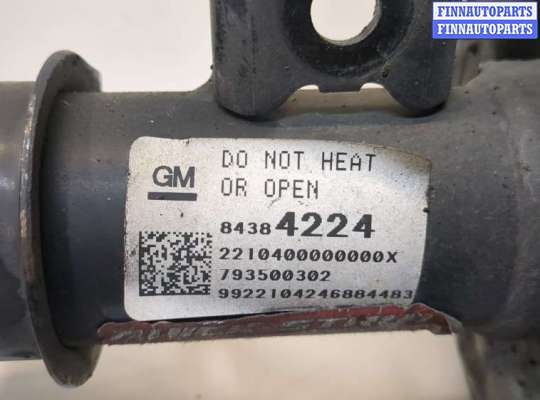 FINNAUTOPARTS
FINNAUTOPARTS
GM
DO NOT HEAT
OR OPEN
84384224
2210400000000X
793500302
9922104246884483